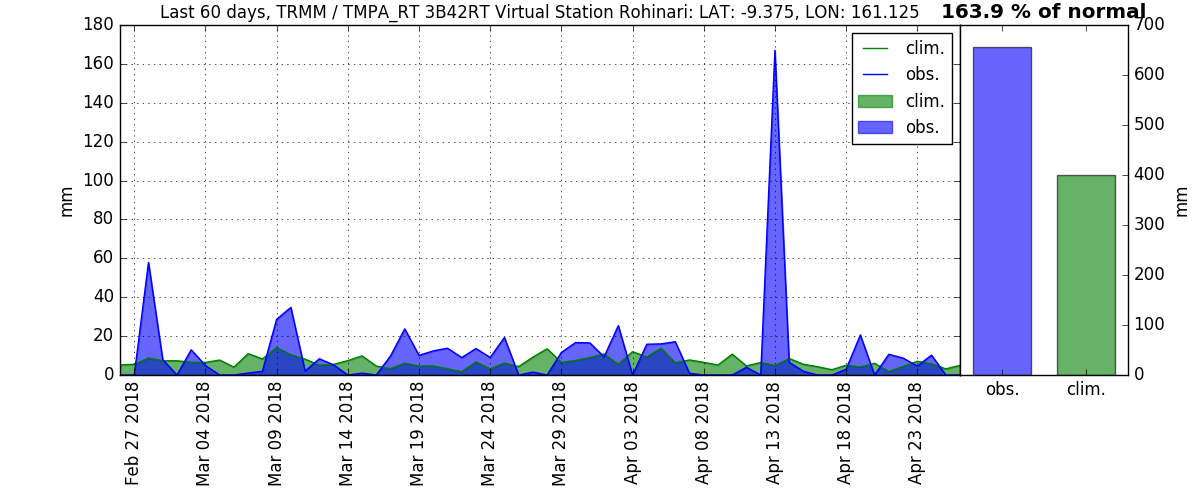 Last 60 days, TRMM / TMPA_RT 3B42RT Virtual Station Rohinari: LAT: -9.375, LON: 161.125
163.9 % of normal
180
160
140
120
100
80
60
40
20
0
mm
clim.
obs.
clim.
obs.
Feb 27 2018
Mar 04 2018
Mar 09 2018
Mar 14 2018
Mar 19 2018
Mar 24 2018
Mar 29 2018
Apr 03 2018
Apr 08 2018
Apr 13 2018
Apr 18 2018
Apr 23 2018
700
600
500
400
300
200
100
0
mm
obs.
clim.